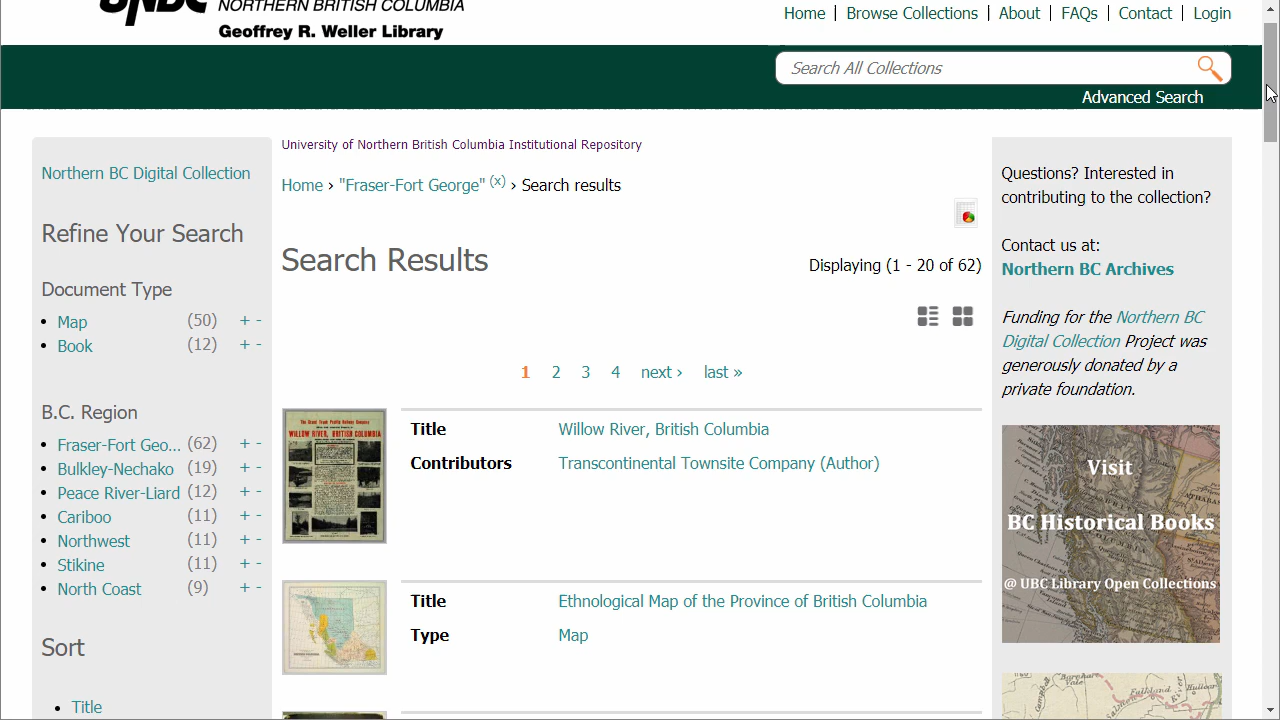 UNBC
NORTHERN BRITISH COLUMBIA
Geoffrey R. Weller Library
Home | Browse Collections | About | FAQs | Contact | Login
Search All Collections
Advanced Search
Northern BC Digital Collection
Refine Your Search
Document Type
Map (50) + -
Book (12) + -
B.C. Region
Fraser-Fort Geo... (62) + -
Bulkley-Nechako (19) + -
Peace River-Liard (12) + -
Cariboo (11) + -
Northwest (11) + -
Stikine (11) + -
North Coast (9) + -
Sort
Title
University of Northern British Columbia Institutional Repository
Home › "Fraser-Fort George" (x) › Search results
Search Results
Displaying (1 - 20 of 62)
1 2 3 4 next › last »
The Grand Trunk Pacific Railway Company
WILLOW RIVER, BRITISH COLUMBIA
Title Willow River, British Columbia
Contributors Transcontinental Townsite Company (Author)
Title Ethnological Map of the Province of British Columbia
Type Map
Questions? Interested in
contributing to the collection?
Contact us at:
Northern BC Archives
Funding for the Northern BC
Digital Collection Project was
generously donated by a
private foundation.
Visit
BC Historical Books
@ UBC Library Open Collections